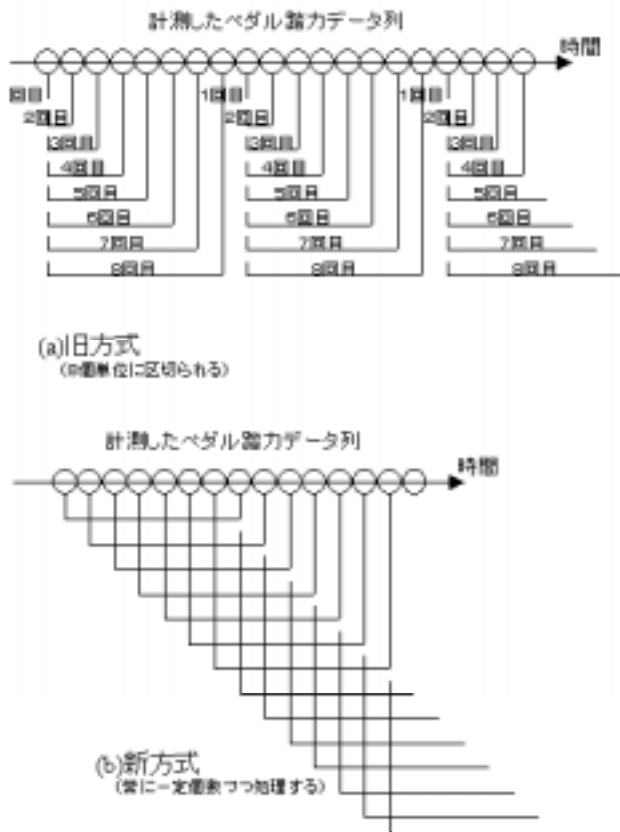 計測したペダル踏力データ列
時間
回目 1回目 1回目
2回目 2回目 2回目
3回目 3回目 3回目
4回目 4回目 4回目
5回目 5回目 5回目
6回目 6回目 6回目
7回目 7回目 7回目
8回目 8回目 8回目
(a)旧方式
(8個単位に区切られる)
計測したペダル踏力データ列
時間
(b)新方式
(常に一定個数づつ処理する)